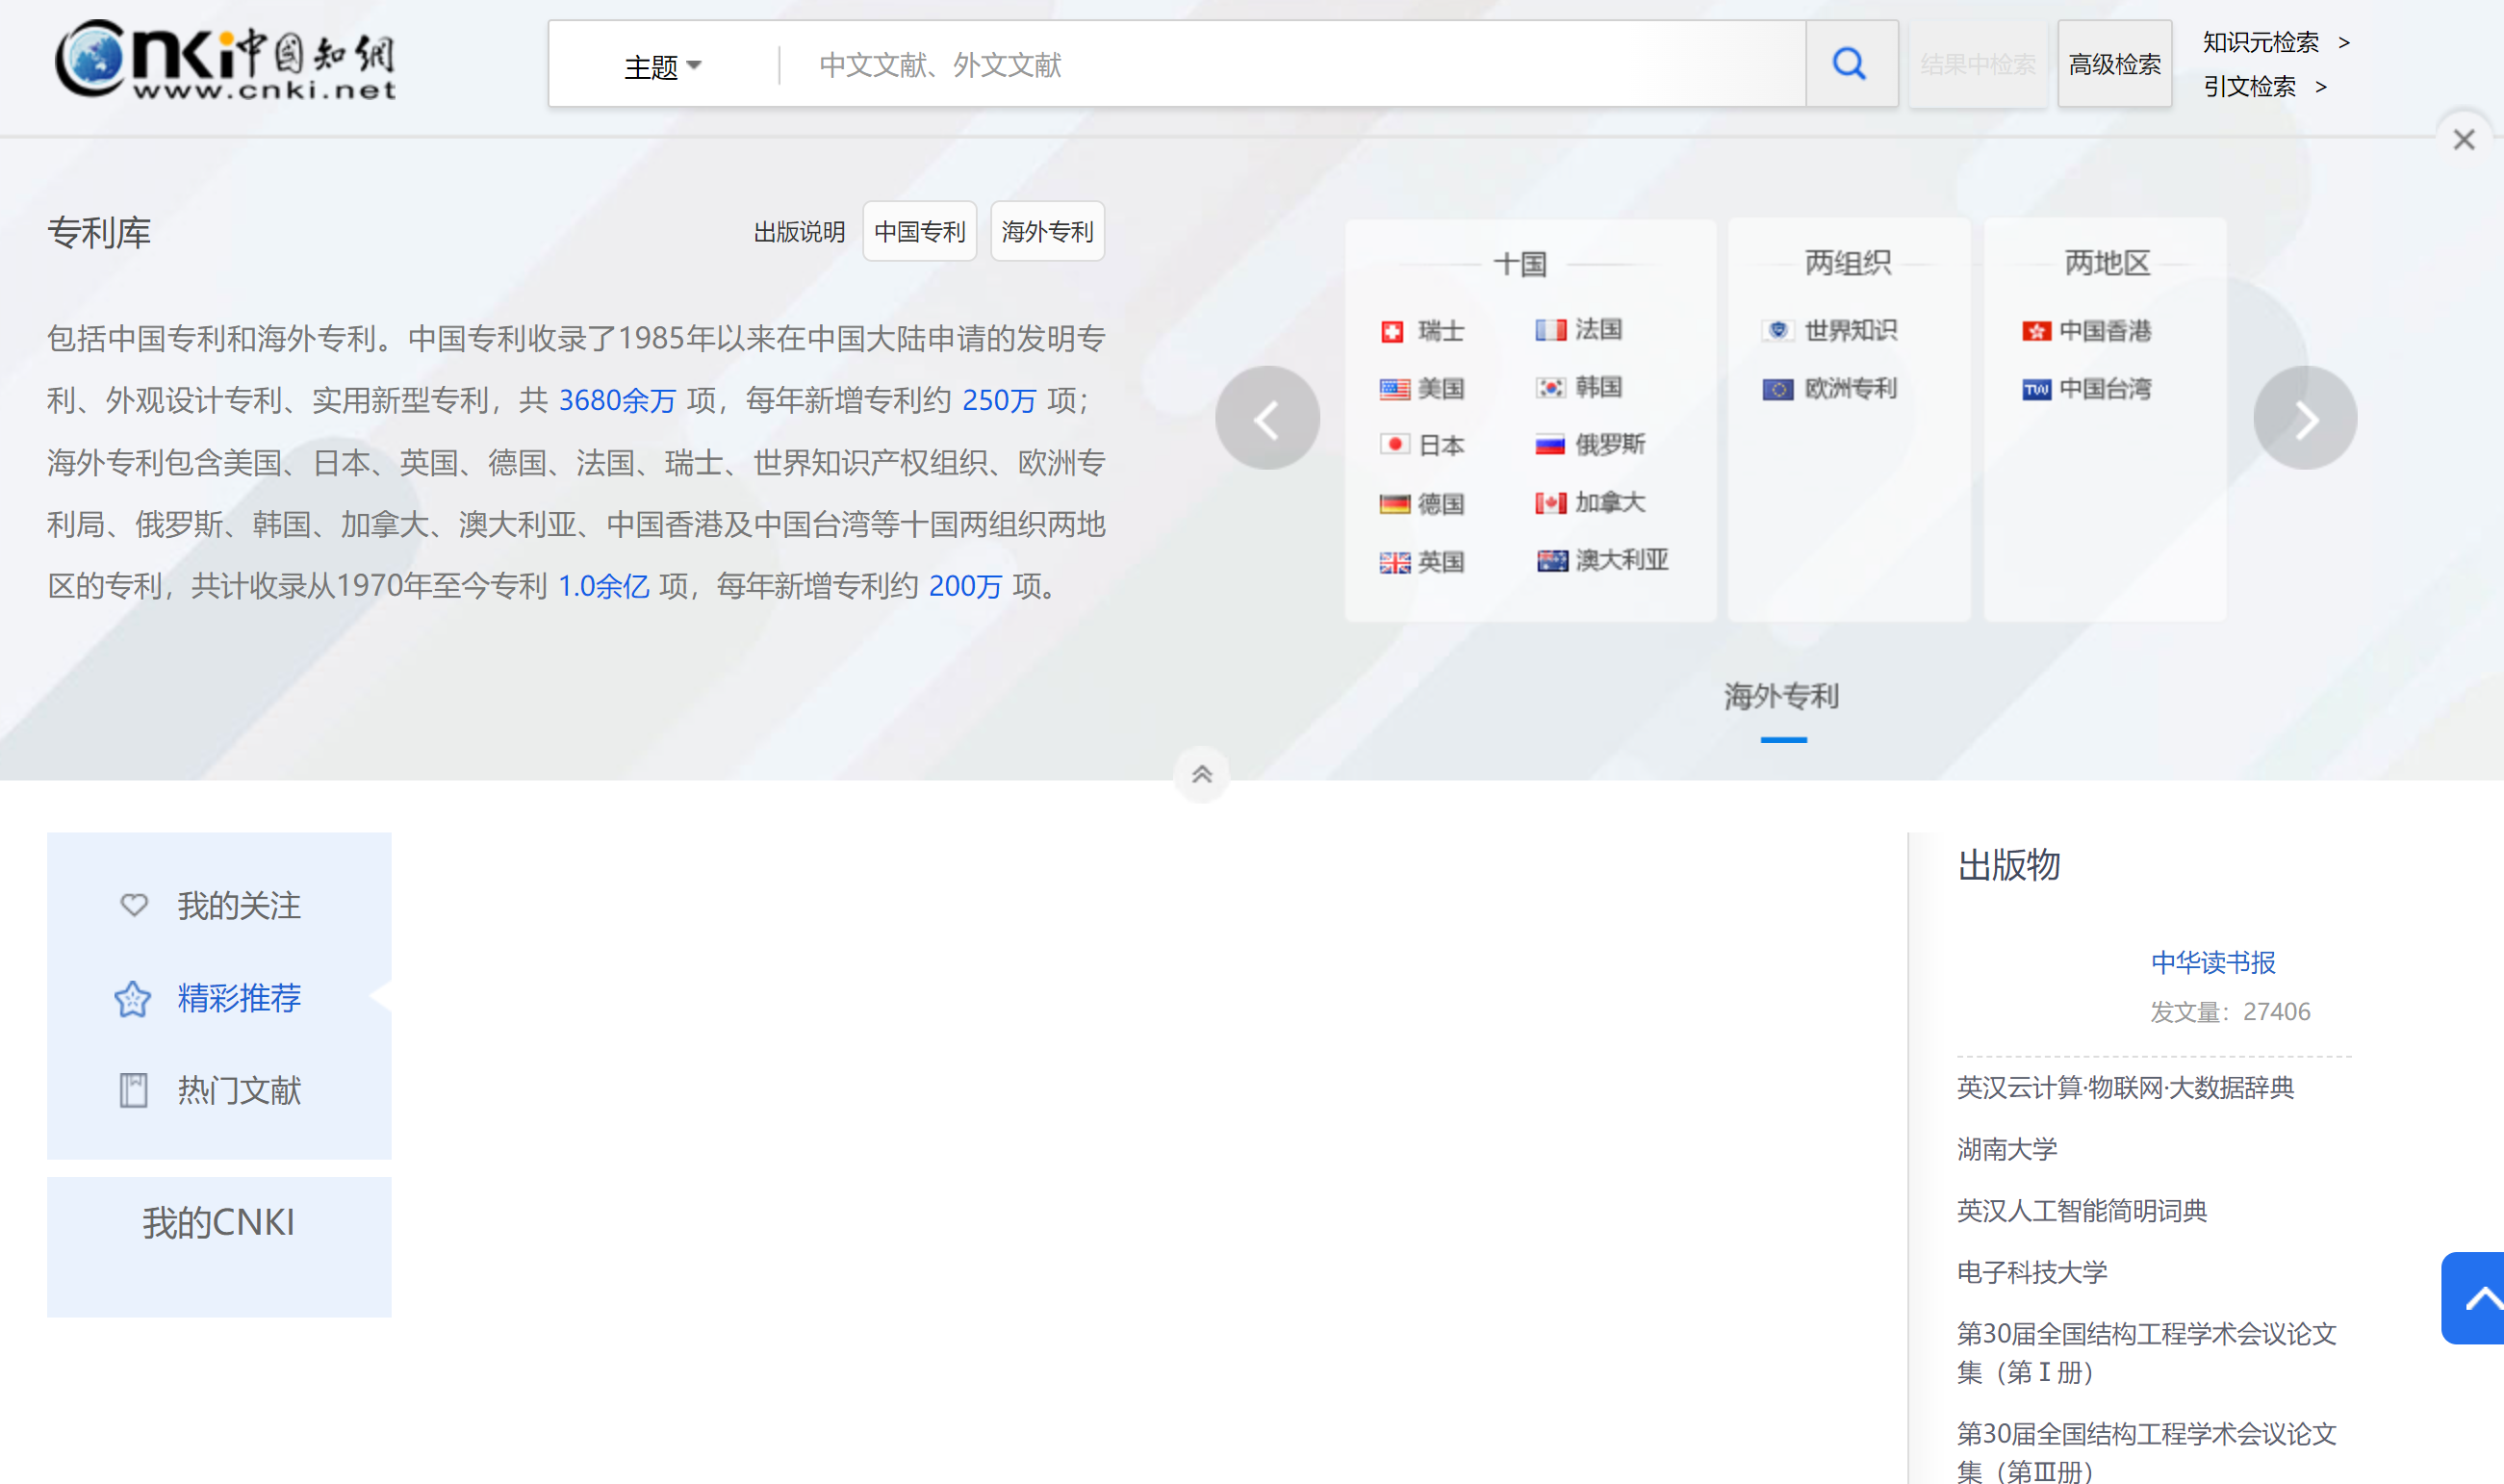 cnki中国知網
www.cnki.net
主题
中文文献、外文文献
结果中检索
高级检索
知识元检索 >
引文检索 >
专利库
出版说明
中国专利
海外专利
包括中国专利和海外专利。中国专利收录了1985年以来在中国大陆申请的发明专
利、外观设计专利、实用新型专利，共 3680余万 项，每年新增专利约 250万 项；
海外专利包含美国、日本、英国、德国、法国、瑞士、世界知识产权组织、欧洲专
利局、俄罗斯、韩国、加拿大、澳大利亚、中国香港及中国台湾等十国两组织两地
区的专利，共计收录从1970年至今专利 1.0余亿 项，每年新增专利约 200万 项。
十国
瑞士 法国
美国 韩国
日本 俄罗斯
德国 加拿大
英国 澳大利亚
两组织
世界知识
欧洲专利
两地区
中国香港
TW 中国台湾
海外专利
我的关注
精彩推荐
热门文献
我的CNKI
出版物
中华读书报
发文量：27406
英汉云计算·物联网·大数据辞典
湖南大学
英汉人工智能简明词典
电子科技大学
第30届全国结构工程学术会议论文
集（第Ⅰ册）
第30届全国结构工程学术会议论文
集（第Ⅲ册）